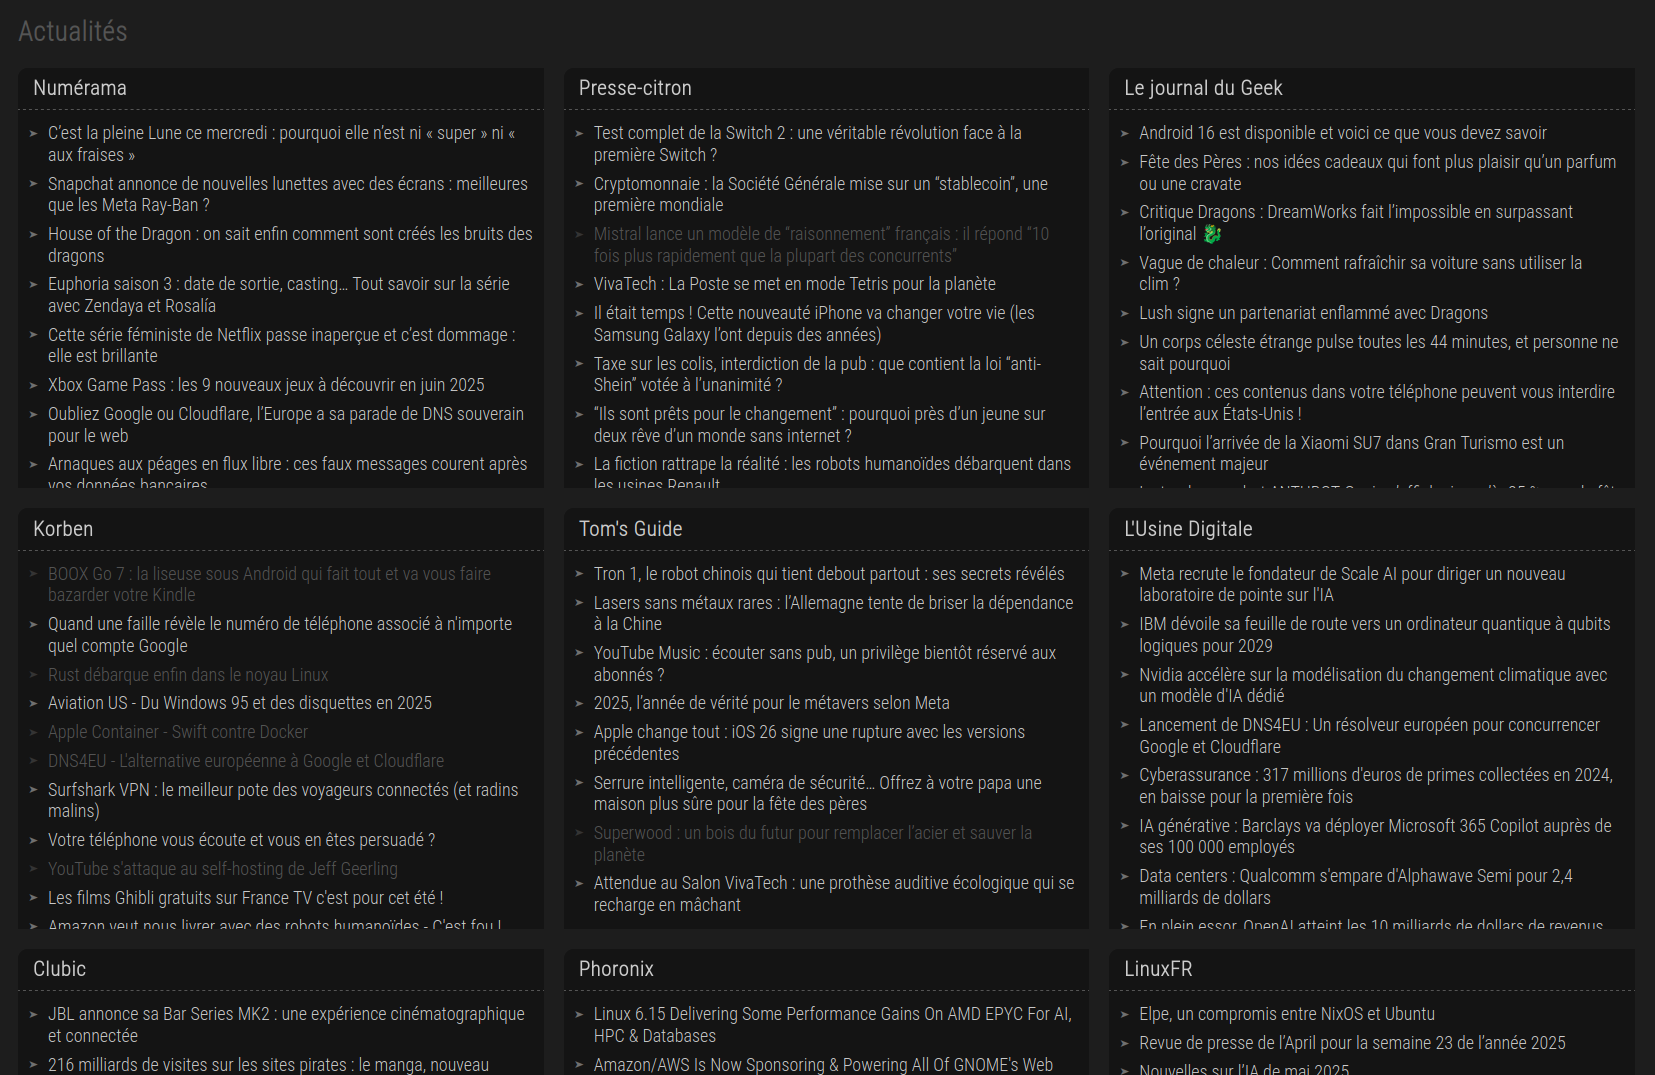 Actualités
Numérama
C’est la pleine Lune ce mercredi : pourquoi elle n’est ni « super » ni «
aux fraises »
Snapchat annonce de nouvelles lunettes avec des écrans : meilleures
que les Meta Ray-Ban ?
House of the Dragon : on sait enfin comment sont créés les bruits des
dragons
Euphoria saison 3 : date de sortie, casting… Tout savoir sur la série
avec Zendaya et Rosalía
Cette série féministe de Netflix passe inaperçue et c’est dommage :
elle est brillante
Xbox Game Pass : les 9 nouveaux jeux à découvrir en juin 2025
Oubliez Google ou Cloudflare, l’Europe a sa parade de DNS souverain
pour le web
Arnaques aux péages en flux libre : ces faux messages courent après
vos données bancaires
Presse-citron
Test complet de la Switch 2 : une véritable révolution face à la
première Switch ?
Cryptomonnaie : la Société Générale mise sur un “stablecoin”, une
première mondiale
Mistral lance un modèle de “raisonnement” français : il répond “10
fois plus rapidement que la plupart des concurrents”
VivaTech : La Poste se met en mode Tetris pour la planète
Il était temps ! Cette nouveauté iPhone va changer votre vie (les
Samsung Galaxy l’ont depuis des années)
Taxe sur les colis, interdiction de la pub : que contient la loi “anti-
Shein” votée à l’unanimité ?
“Ils sont prêts pour le changement” : pourquoi près d’un jeune sur
deux rêve d’un monde sans internet ?
La fiction rattrape la réalité : les robots humanoïdes débarquent dans
les usines Renault
Le journal du Geek
Android 16 est disponible et voici ce que vous devez savoir
Fête des Pères : nos idées cadeaux qui font plus plaisir qu’un parfum
ou une cravate
Critique Dragons : DreamWorks fait l’impossible en surpassant
l’original 🐉
Vague de chaleur : Comment rafraîchir sa voiture sans utiliser la
clim ?
Lush signe un partenariat enflammé avec Dragons
Un corps céleste étrange pulse toutes les 44 minutes, et personne ne
sait pourquoi
Attention : ces contenus dans votre téléphone peuvent vous interdire
l’entrée aux États-Unis !
Pourquoi l’arrivée de la Xiaomi SU7 dans Gran Turismo est un
événement majeur
Korben
BOOX Go 7 : la liseuse sous Android qui fait tout et va vous faire
bazarder votre Kindle
Quand une faille révèle le numéro de téléphone associé à n'importe
quel compte Google
Rust débarque enfin dans le noyau Linux
Aviation US - Du Windows 95 et des disquettes en 2025
Apple Container - Swift contre Docker
DNS4EU - L'alternative européenne à Google et Cloudflare
Surfshark VPN : le meilleur pote des voyageurs connectés (et radins
malins)
Votre téléphone vous écoute et vous en êtes persuadé ?
YouTube s'attaque au self-hosting de Jeff Geerling
Les films Ghibli gratuits sur France TV c'est pour cet été !
Amazon veut nous livrer avec des robots humanoïdes - C'est fou !
Tom's Guide
Tron 1, le robot chinois qui tient debout partout : ses secrets révélés
Lasers sans métaux rares : l’Allemagne tente de briser la dépendance
à la Chine
YouTube Music : écouter sans pub, un privilège bientôt réservé aux
abonnés ?
2025, l’année de vérité pour le métavers selon Meta
Apple change tout : iOS 26 signe une rupture avec les versions
précédentes
Serrure intelligente, caméra de sécurité… Offrez à votre papa une
maison plus sûre pour la fête des pères
Superwood : un bois du futur pour remplacer l’acier et sauver la
planète
Attendue au Salon VivaTech : une prothèse auditive écologique qui se
recharge en mâchant
L'Usine Digitale
Meta recrute le fondateur de Scale AI pour diriger un nouveau
laboratoire de pointe sur l'IA
IBM dévoile sa feuille de route vers un ordinateur quantique à qubits
logiques pour 2029
Nvidia accélère sur la modélisation du changement climatique avec
un modèle d'IA dédié
Lancement de DNS4EU : Un résolveur européen pour concurrencer
Google et Cloudflare
Cyberassurance : 317 millions d'euros de primes collectées en 2024,
en baisse pour la première fois
IA générative : Barclays va déployer Microsoft 365 Copilot auprès de
ses 100 000 employés
Data centers : Qualcomm s'empare d'Alphawave Semi pour 2,4
milliards de dollars
En plein essor, OpenAI atteint les 10 milliards de dollars de revenus
Clubic
JBL annonce sa Bar Series MK2 : une expérience cinématographique
et connectée
216 milliards de visites sur les sites pirates : le manga, nouveau
Phoronix
Linux 6.15 Delivering Some Performance Gains On AMD EPYC For AI,
HPC & Databases
Amazon/AWS Is Now Sponsoring & Powering All Of GNOME's Web
LinuxFR
Elpe, un compromis entre NixOS et Ubuntu
Revue de presse de l’April pour la semaine 23 de l’année 2025
Nouvelles sur l’IA de mai 2025